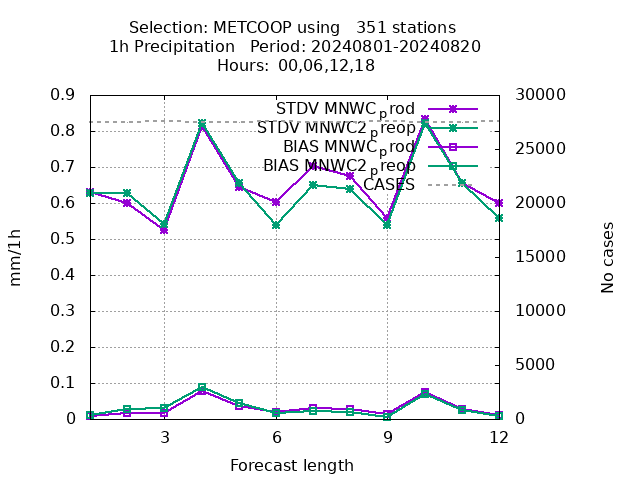 Selection: METCOOP using   351 stations
1h Precipitation   Period: 20240801-20240820
Hours:  00,06,12,18
STDV MNWC_prod
STDV MNWC2_preop
BIAS MNWC_prod
BIAS MNWC2_preop
CASES
0.9
0.8
0.7
0.6
0.5
0.4
0.3
0.2
0.1
0
mm/1h
30000
25000
20000
15000
10000
5000
0
No cases
3 6 9 12
Forecast length